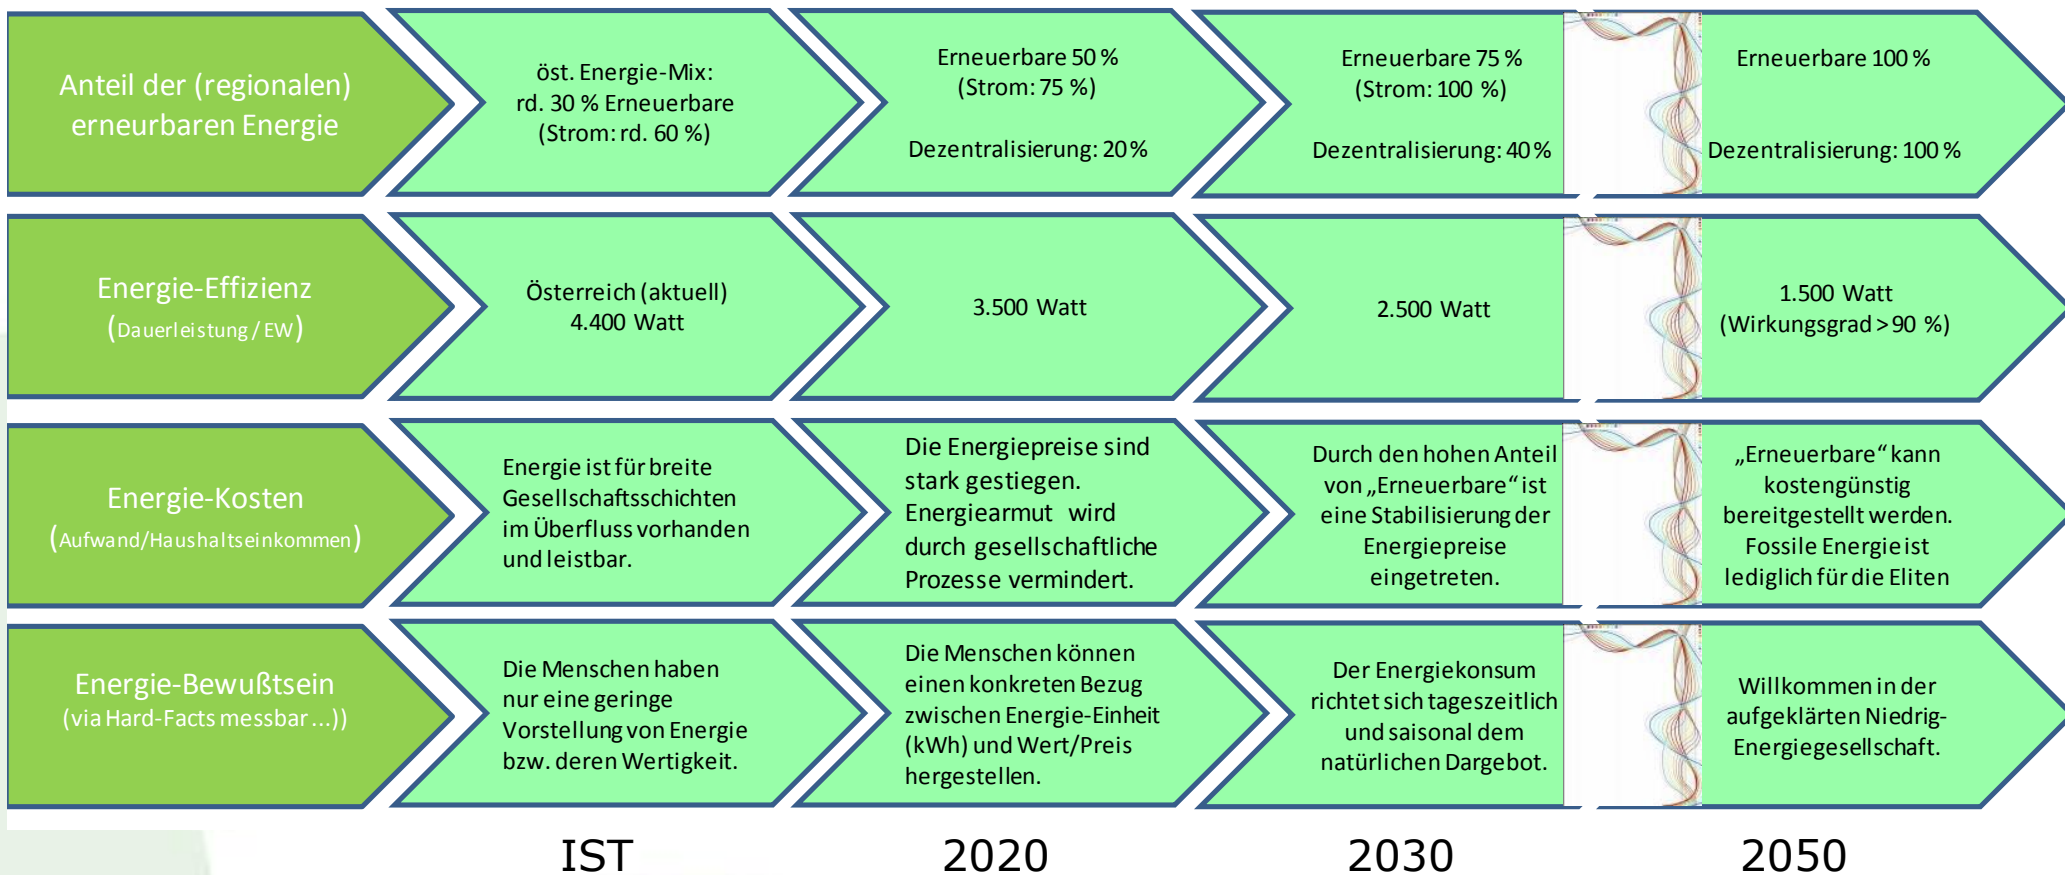 Anteil der (regionalen)
erneurbaren Energie
öst. Energie-Mix:
rd. 30 % Erneuerbare
(Strom: rd. 60 %)
Erneuerbare 50 %
(Strom: 75 %)
Dezentralisierung: 20 %
Erneuerbare 75 %
(Strom: 100 %)
Dezentralisierung: 40 %
Erneuerbare 100 %
Dezentralisierung: 100 %
Energie-Effizienz
(Dauerleistung / EW)
Österreich (aktuell)
4.400 Watt
3.500 Watt
2.500 Watt
1.500 Watt
(Wirkungsgrad > 90 %)
Energie-Kosten
(Aufwand/Haushaltseinkommen)
Energie ist für breite
Gesellschaftsschichten
im Überfluss vorhanden
und leistbar.
Die Energiepreise sind
stark gestiegen.
Energiearmut wird
durch gesellschaftliche
Prozesse vermindert.
Durch den hohen Anteil
von „Erneuerbare“ ist
eine Stabilisierung der
Energiepreise
eingetreten.
„Erneuerbare“ kann
kostengünstig
bereitgestellt werden.
Fossile Energie ist
lediglich für die Eliten
Energie-Bewußtsein
(via Hard-Facts messbar ...))
Die Menschen haben
nur eine geringe
Vorstellung von Energie
bzw. deren Wertigkeit.
Die Menschen können
einen konkreten Bezug
zwischen Energie-Einheit
(kWh) und Wert/Preis
hergestellen.
Der Energiekonsum
richtet sich tageszeitlich
und saisonal dem
natürlichen Dargebot.
Willkommen in der
aufgeklärten Niedrig-
Energiegesellschaft.
IST
2020
2030
2050